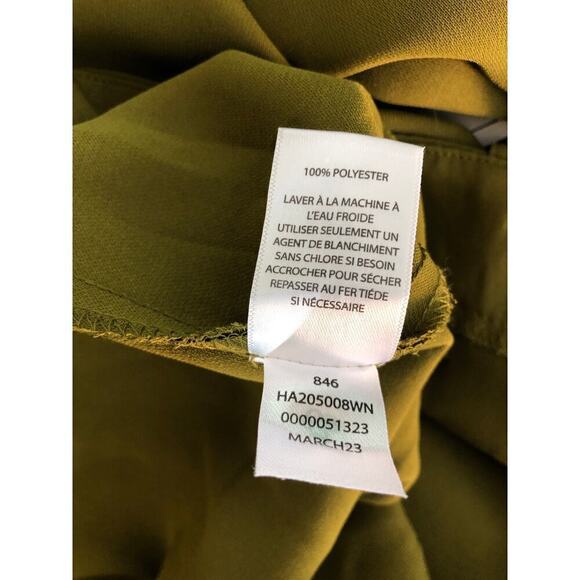 100% POLYESTER
LAVER À LA MACHINE À
L'EAU FROIDE
UTILISER SEULEMENT UN
AGENT DE BLANCHIMENT
SANS CHLORE SI BESOIN
ACCROCHER POUR SÉCHER
REPASSER AU FER TIÉDE
SI NÉCESSAIRE
846
HA205008WN
0000051323
MARCH23